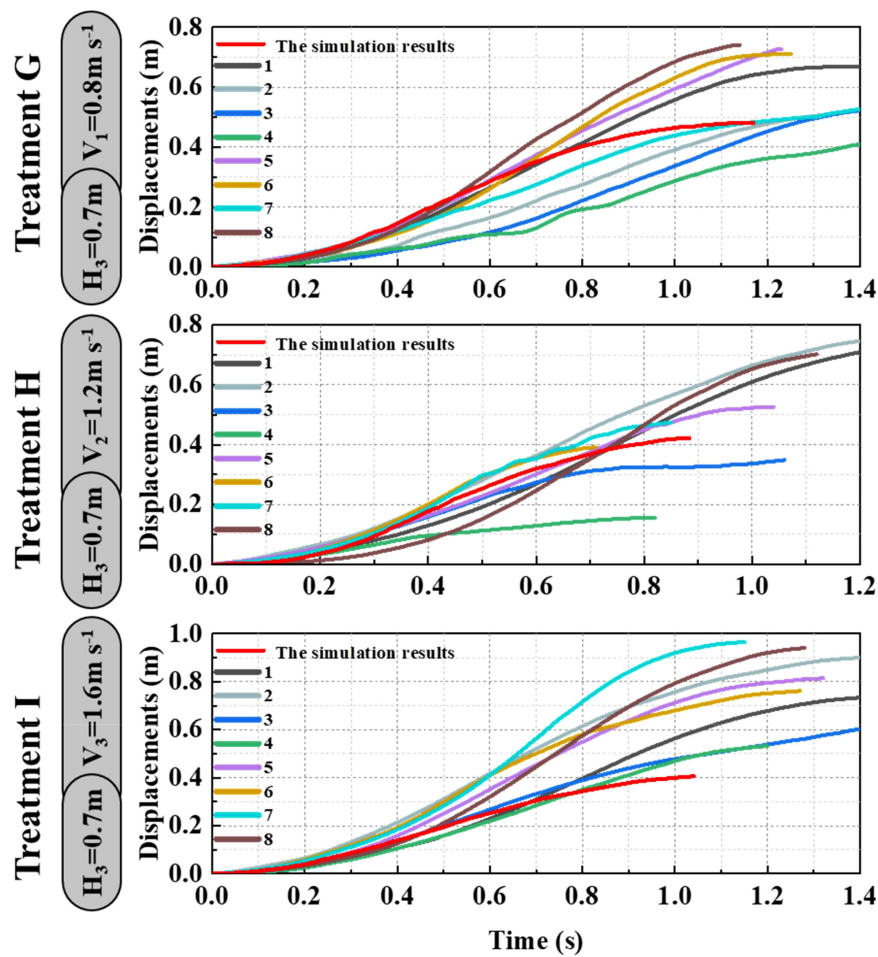 Treatment G
V1=0.8m s-1
H3=0.7m
Displacements (m)
0.8
0.6
0.4
0.2
0.0
The simulation results
1
2
3
4
5
6
7
8
0.0 0.2 0.4 0.6 0.8 1.0 1.2 1.4
Treatment H
V2=1.2m s-1
H3=0.7m
Displacements (m)
0.8
0.6
0.4
0.2
0.0
The simulation results
1
2
3
4
5
6
7
8
0.0 0.2 0.4 0.6 0.8 1.0 1.2
Treatment I
V3=1.6m s-1
H3=0.7m
Displacements (m)
1.0
0.8
0.6
0.4
0.2
0.0
The simulation results
1
2
3
4
5
6
7
8
0.0 0.2 0.4 0.6 0.8 1.0 1.2 1.4
Time (s)